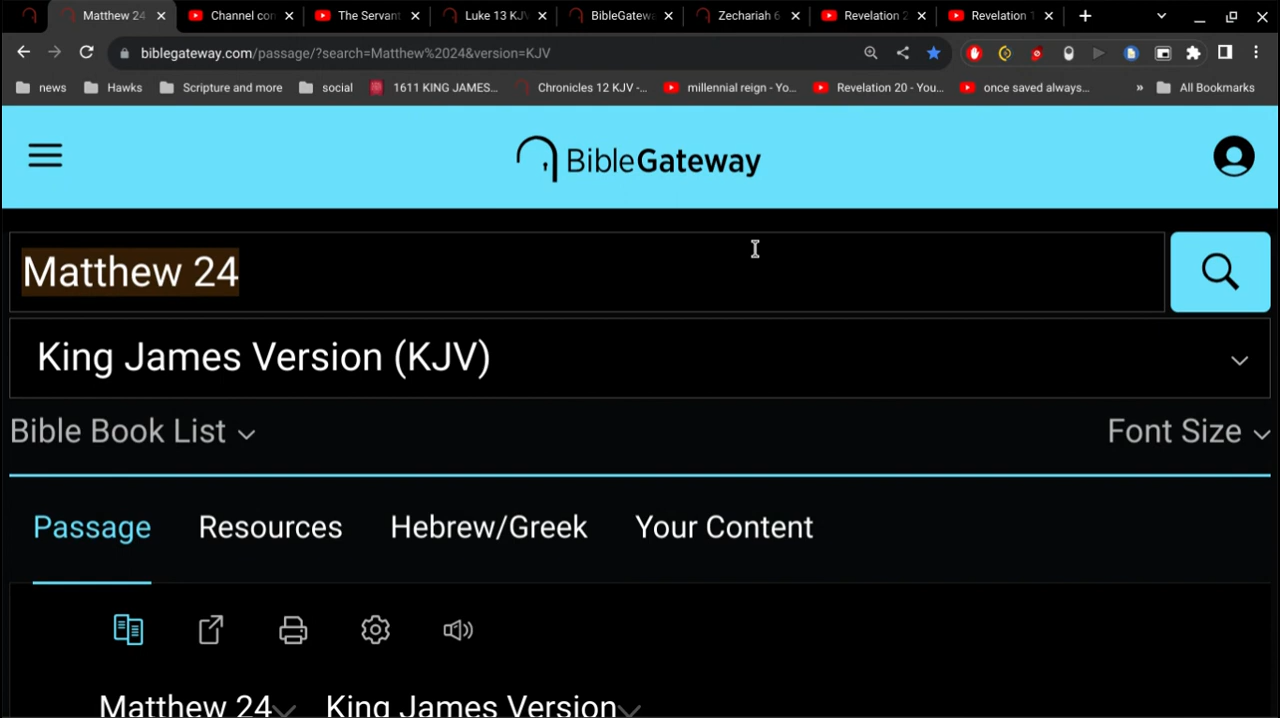 Matthew 24
Channel con
The Servant
Luke 13 KJV
BibleGatew
Zechariah 6
Revelation 2
Revelation 1
biblegateway.com/passage/?search=Matthew%2024&version=KJV
news
Hawks
Scripture and more
social
1611 KING JAMES...
Chronicles 12 KJV -...
millennial reign - Yo...
Revelation 20 - You...
once saved always...
»
All Bookmarks
BibleGateway
Matthew 24
King James Version (KJV)
Bible Book List
Font Size
Passage
Resources
Hebrew/Greek
Your Content
Matthew 24
King James Version